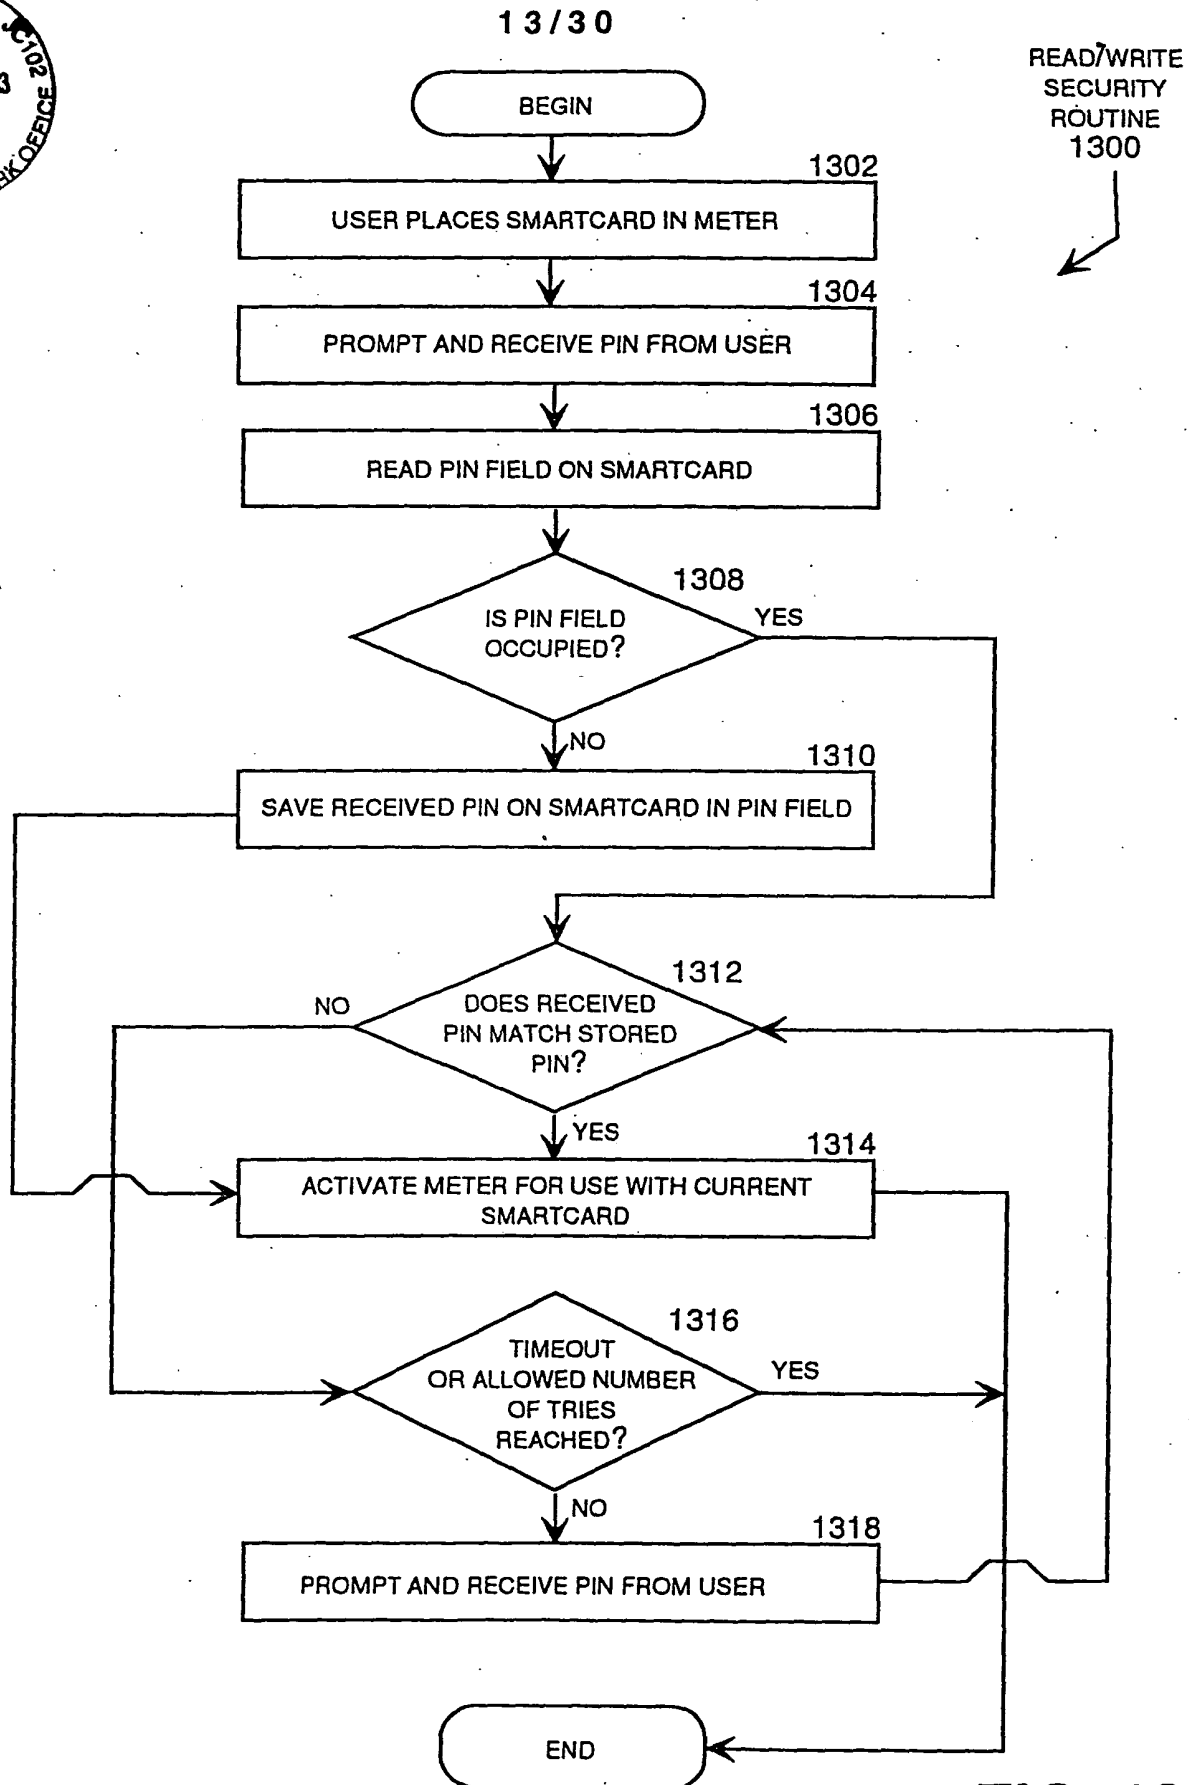 13/30
JC102
3
RK OFFICE
READ/WRITE
SECURITY
ROUTINE
1300
BEGIN
1302
USER PLACES SMARTCARD IN METER
1304
PROMPT AND RECEIVE PIN FROM USER
1306
READ PIN FIELD ON SMARTCARD
1308
IS PIN FIELD
OCCUPIED?
YES
NO
1310
SAVE RECEIVED PIN ON SMARTCARD IN PIN FIELD
1312
NO
DOES RECEIVED
PIN MATCH STORED
PIN?
YES
1314
ACTIVATE METER FOR USE WITH CURRENT
SMARTCARD
1316
TIMEOUT
OR ALLOWED NUMBER
OF TRIES
REACHED?
YES
NO
1318
PROMPT AND RECEIVE PIN FROM USER
END